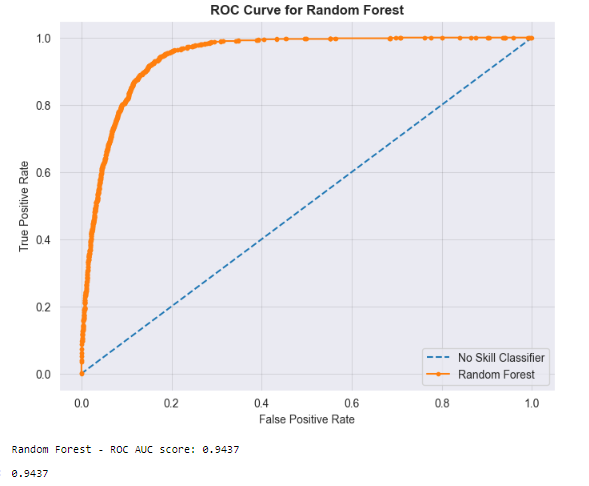 ROC Curve for Random Forest
1.0
0.8
0.6
0.4
0.2
0.0
True Positive Rate
0.0 0.2 0.4 0.6 0.8 1.0
False Positive Rate
No Skill Classifier
Random Forest
Random Forest - ROC AUC score: 0.9437
0.9437